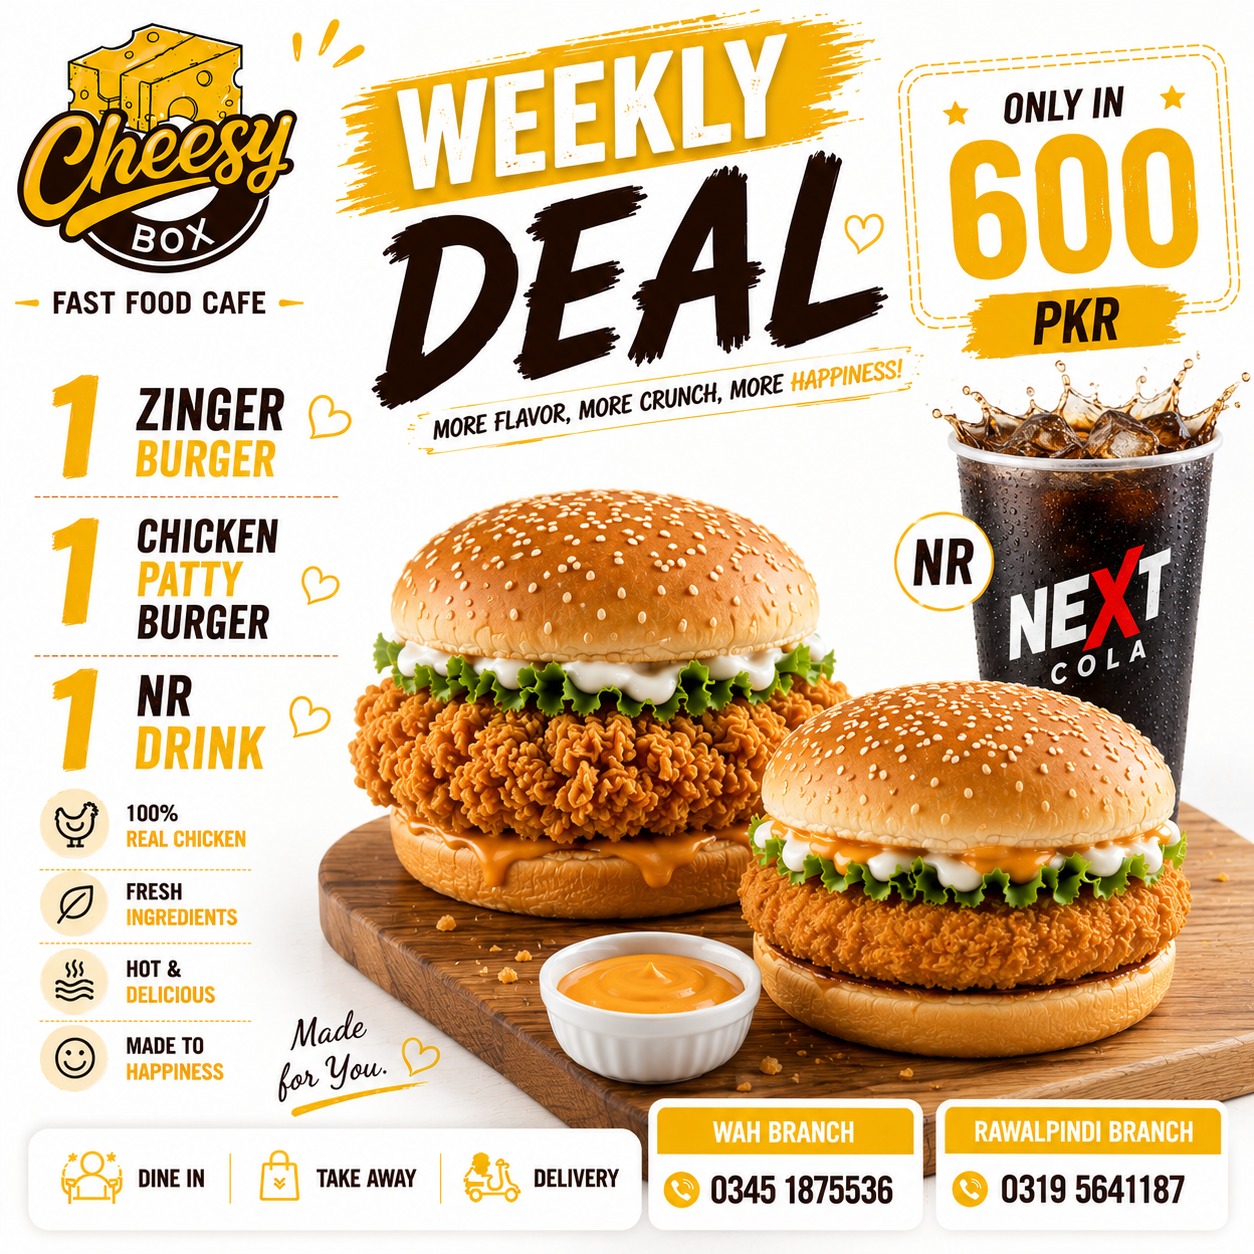 Cheesy
BOX
FAST FOOD CAFE
WEEKLY
DEAL
MORE FLAVOR, MORE CRUNCH, MORE HAPPINESS!
ONLY IN
600
PKR
1
ZINGER
BURGER
1
CHICKEN
PATTY
BURGER
1
NR
DRINK
NR
NEXT
COLA
100%
REAL CHICKEN
FRESH
INGREDIENTS
HOT &
DELICIOUS
MADE TO
HAPPINESS
Made
for You.
DINE IN
TAKE AWAY
DELIVERY
WAH BRANCH
0345 1875536
RAWALPINDI BRANCH
0319 5641187